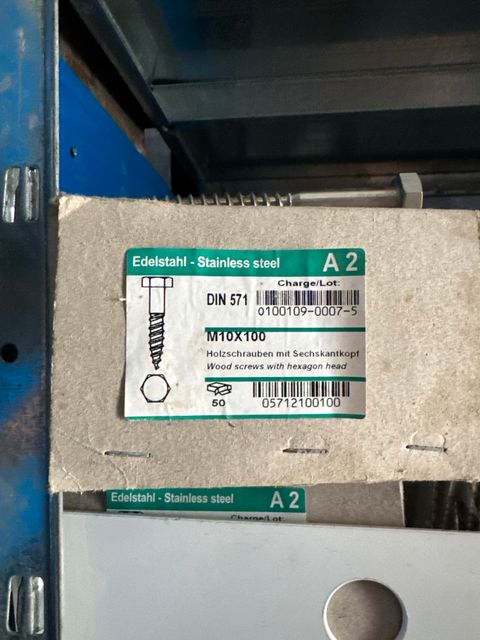 Edelstahl - Stainless steel A 2
Charge/Lot:
DIN 571
0100109-0007-5
M10X100
Holzschrauben mit Sechskantkopf
Wood screws with hexagon head
50
05712100100
Edelstahl - Stainless steel A 2
Charge/Lot: